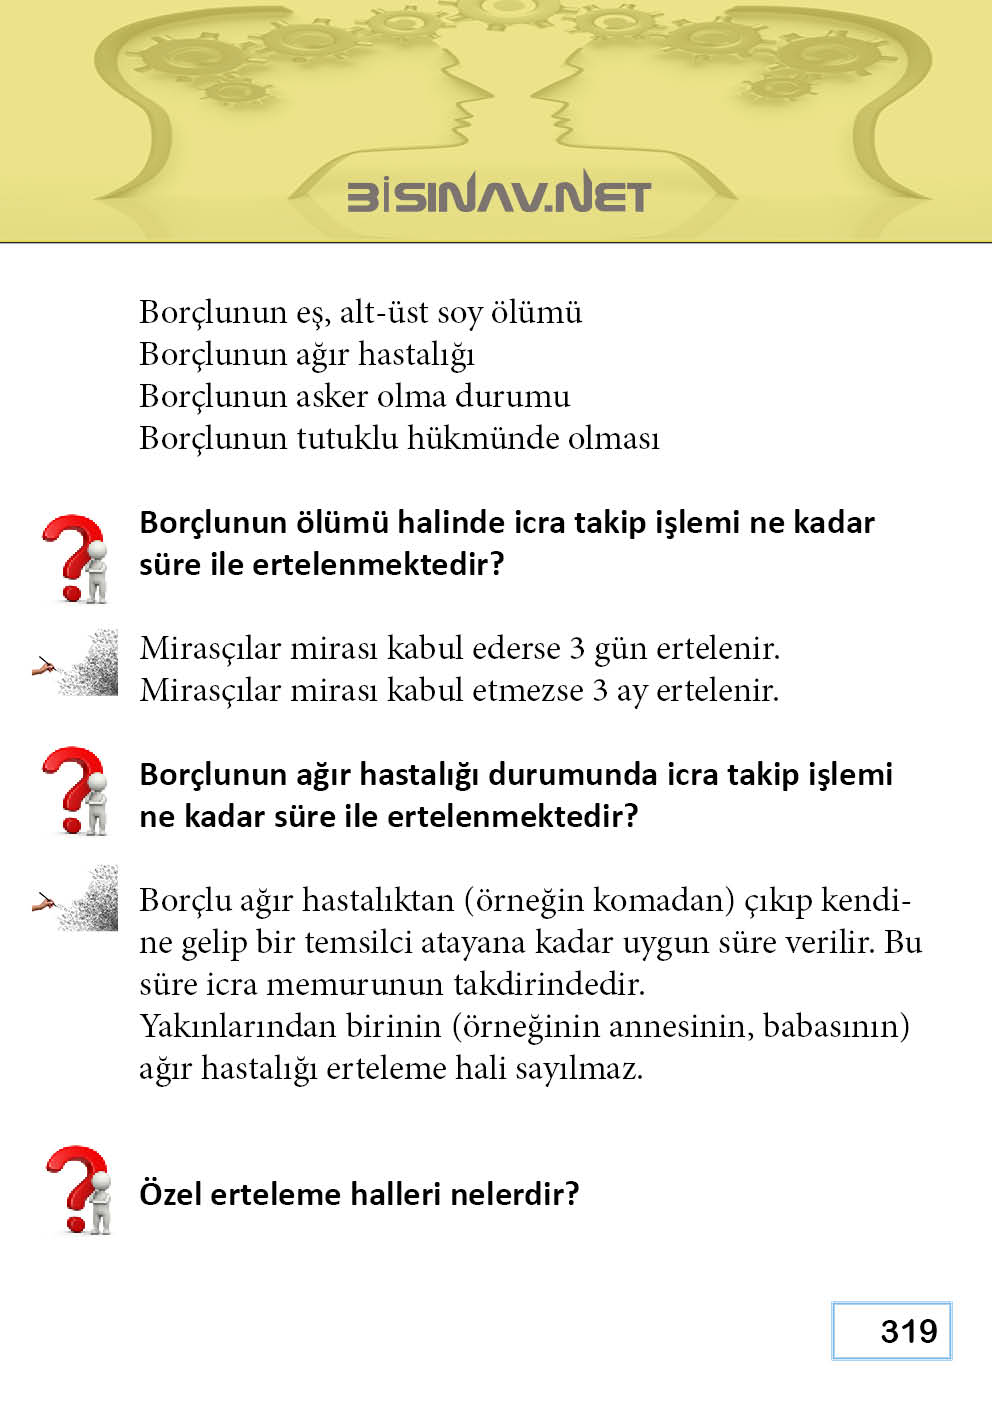 BİSINAV.NET
Borçlunun eş, alt-üst soy ölümü
Borçlunun ağır hastalığı
Borçlunun asker olma durumu
Borçlunun tutuklu hükmünde olması
Borçlunun ölümü halinde icra takip işlemi ne kadar
süre ile ertelenmektedir?
Mirasçılar mirası kabul ederse 3 gün ertelenir.
Mirasçılar mirası kabul etmezse 3 ay ertelenir.
Borçlunun ağır hastalığı durumunda icra takip işlemi
ne kadar süre ile ertelenmektedir?
Borçlu ağır hastalıktan (örneğin komadan) çıkıp kendi-
ne gelip bir temsilci atayana kadar uygun süre verilir. Bu
süre icra memurunun takdirindedir.
Yakınlarından birinin (örneğinin annesinin, babasının)
ağır hastalığı erteleme hali sayılmaz.
Özel erteleme halleri nelerdir?
319